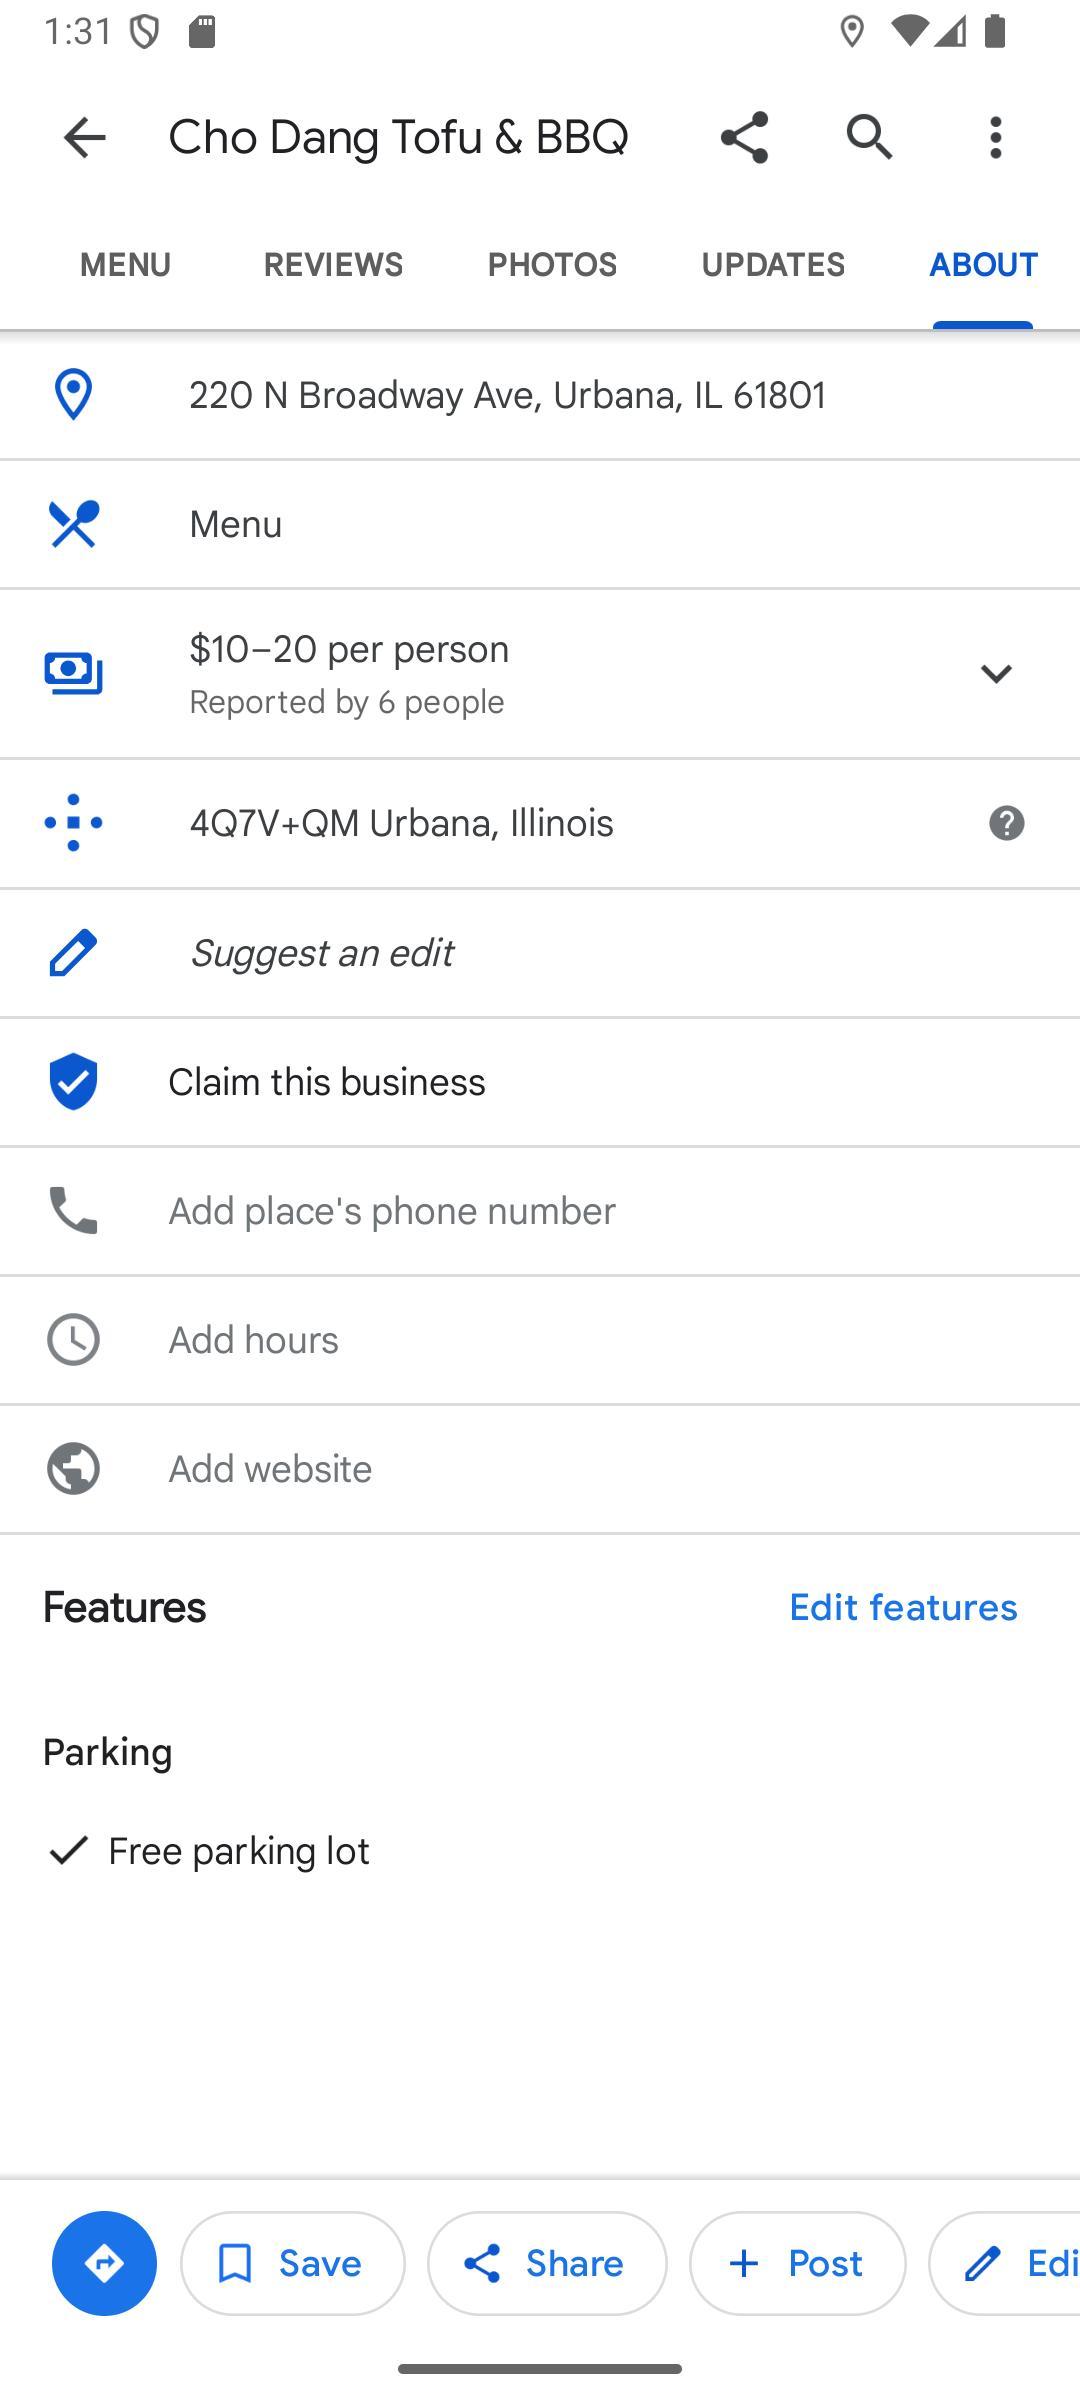 1:31
Cho Dang Tofu & BBQ
MENU REVIEWS PHOTOS UPDATES ABOUT
220 N Broadway Ave, Urbana, IL 61801
Menu
$10–20 per person
Reported by 6 people
4Q7V+QM Urbana, Illinois
Suggest an edit
Claim this business
Add place's phone number
Add hours
Add website
Features Edit features
Parking
Free parking lot
Save Share Post Edi